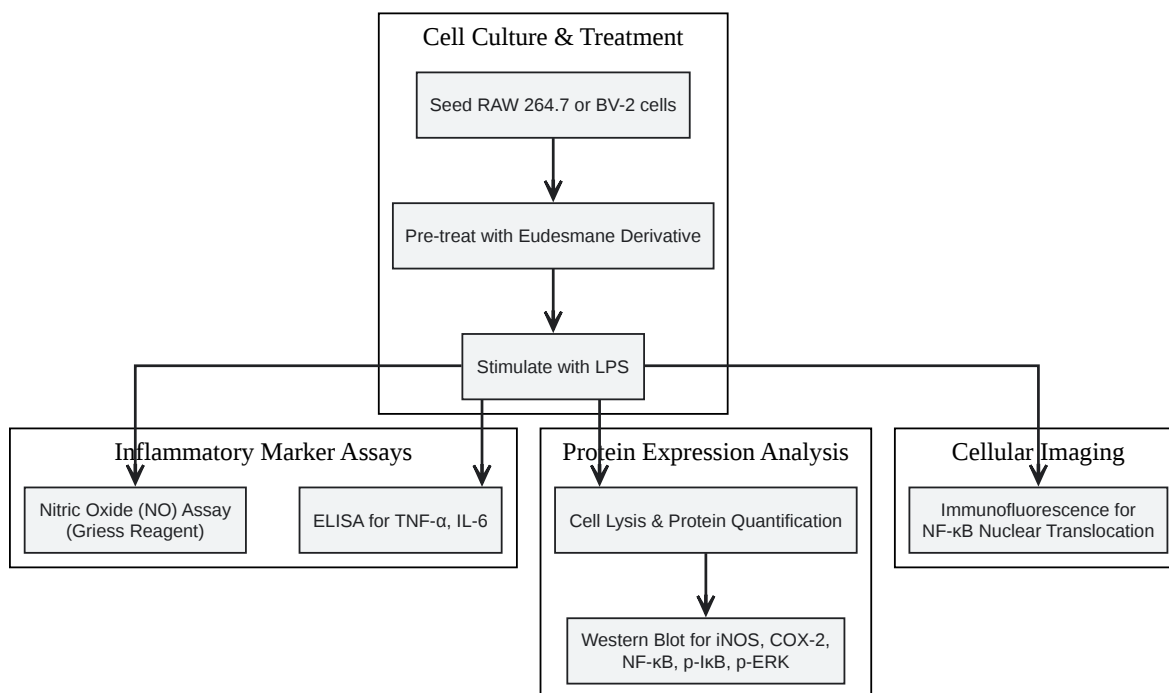 Cell Culture & Treatment
Seed RAW 264.7 or BV-2 cells
Pre-treat with Eudesmane Derivative
Stimulate with LPS
Inflammatory Marker Assays
Nitric Oxide (NO) Assay
(Griess Reagent)
ELISA for TNF-α, IL-6
Protein Expression Analysis
Cell Lysis & Protein Quantification
Western Blot for iNOS, COX-2,
NF-κB, p-IκB, p-ERK
Cellular Imaging
Immunofluorescence for
NF-κB Nuclear Translocation